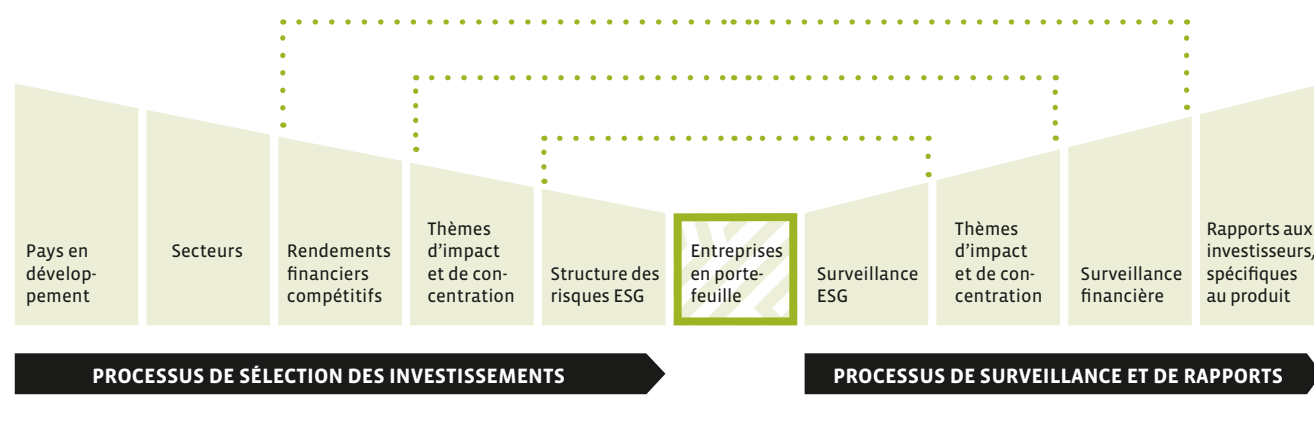 Pays en
dévelop-
pement
Secteurs
Rendements
financiers
compétitifs
Thèmes
d'impact
et de con-
centration
Structure des
risques ESG
Entreprises
en porte-
feuille
Surveillance
ESG
Thèmes
d'impact
et de con-
centration
Surveillance
financière
Rapports aux
investisseurs,
spécifiques
au produit
PROCESSUS DE SÉLECTION DES INVESTISSEMENTS
PROCESSUS DE SURVEILLANCE ET DE RAPPORTS